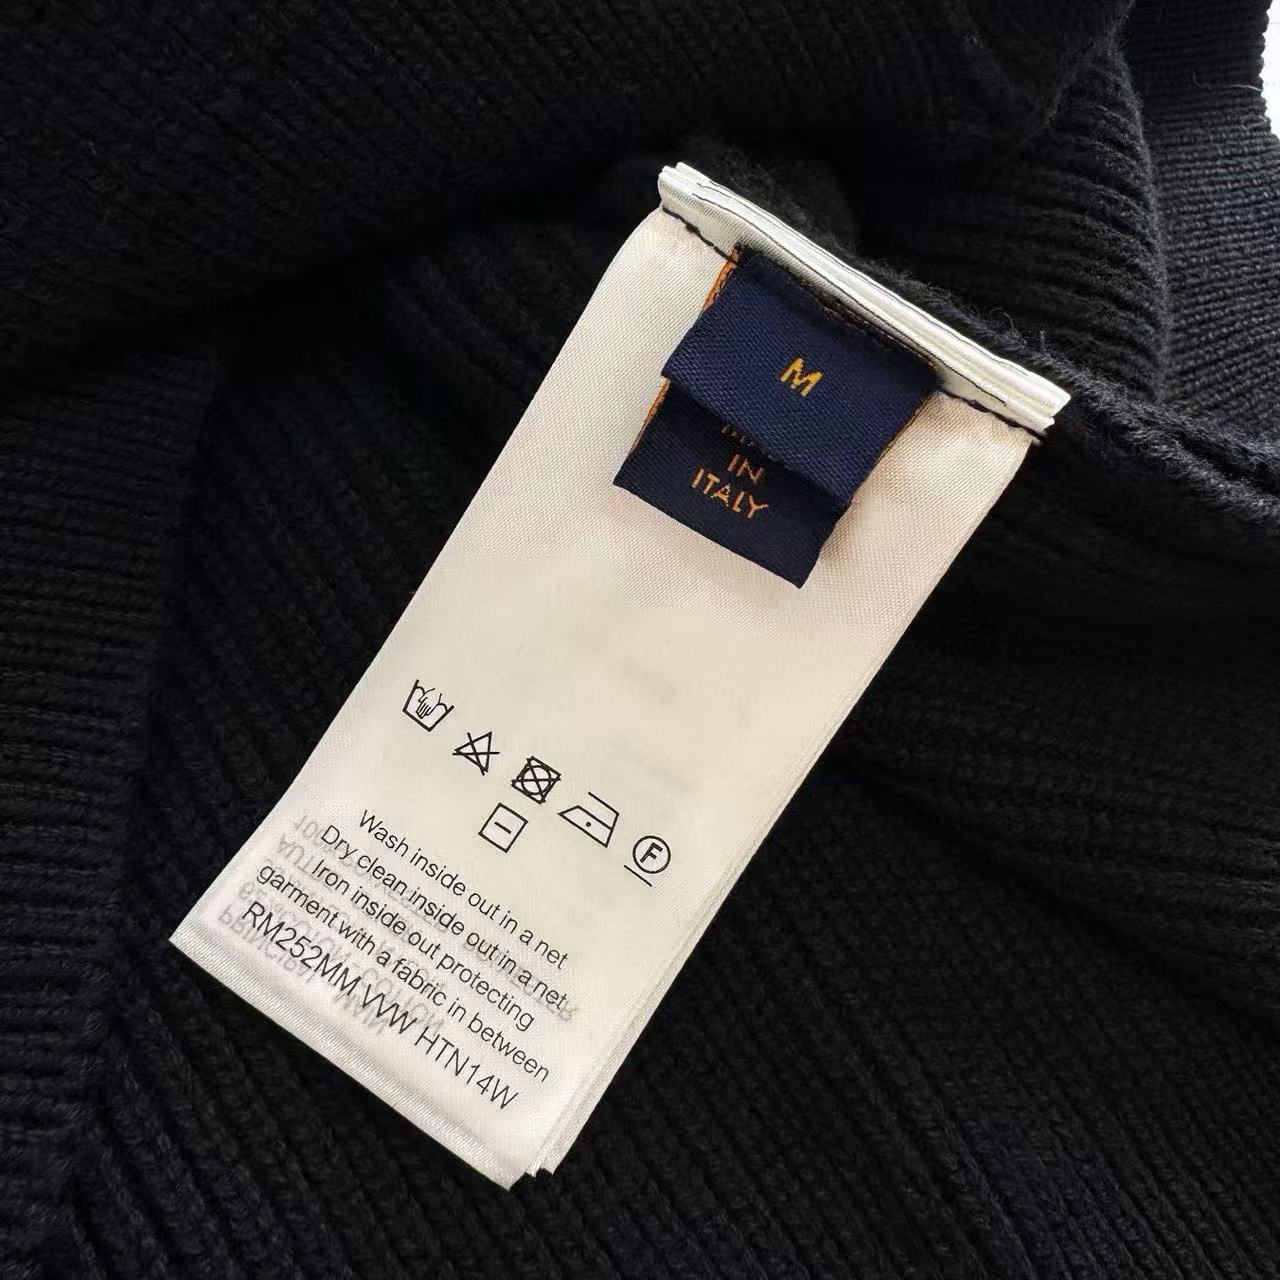 M
IN
ITALY
F
Wash inside out in a net
Dry clean inside out in a net
Iron inside out protecting
garment with a fabric in between
RM252MM VVW HTN14W